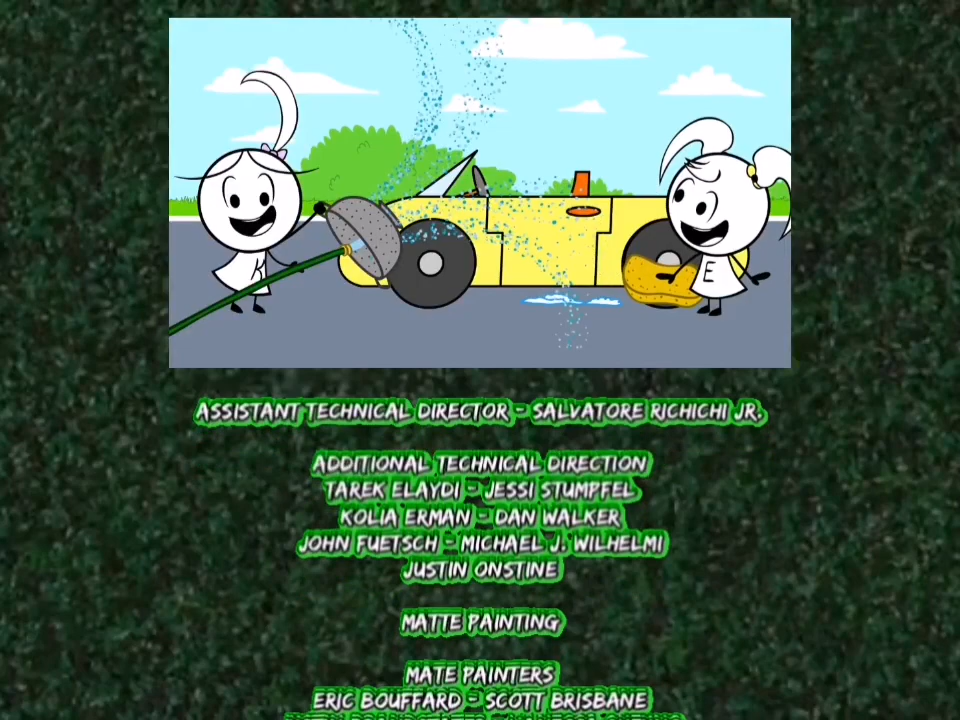 K
E
ASSISTANT TECHNICAL DIRECTOR - SALVATORE RICHICHI JR.
ADDITIONAL TECHNICAL DIRECTION
TAREK ELAYDI - JESSI STUMPFEL
KOLIA ERMAN - DAN WALKER
JOHN FUETSCH - MICHAEL J. WILHELMI
JUSTIN ONSTINE
MATTE PAINTING
MATE PAINTERS
ERIC BOUFFARD - SCOTT BRISBANE